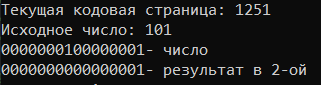 Текущая кодовая страница: 1251
Исходное число: 101
0000000100000001- число
0000000000000001- результат в 2-ой